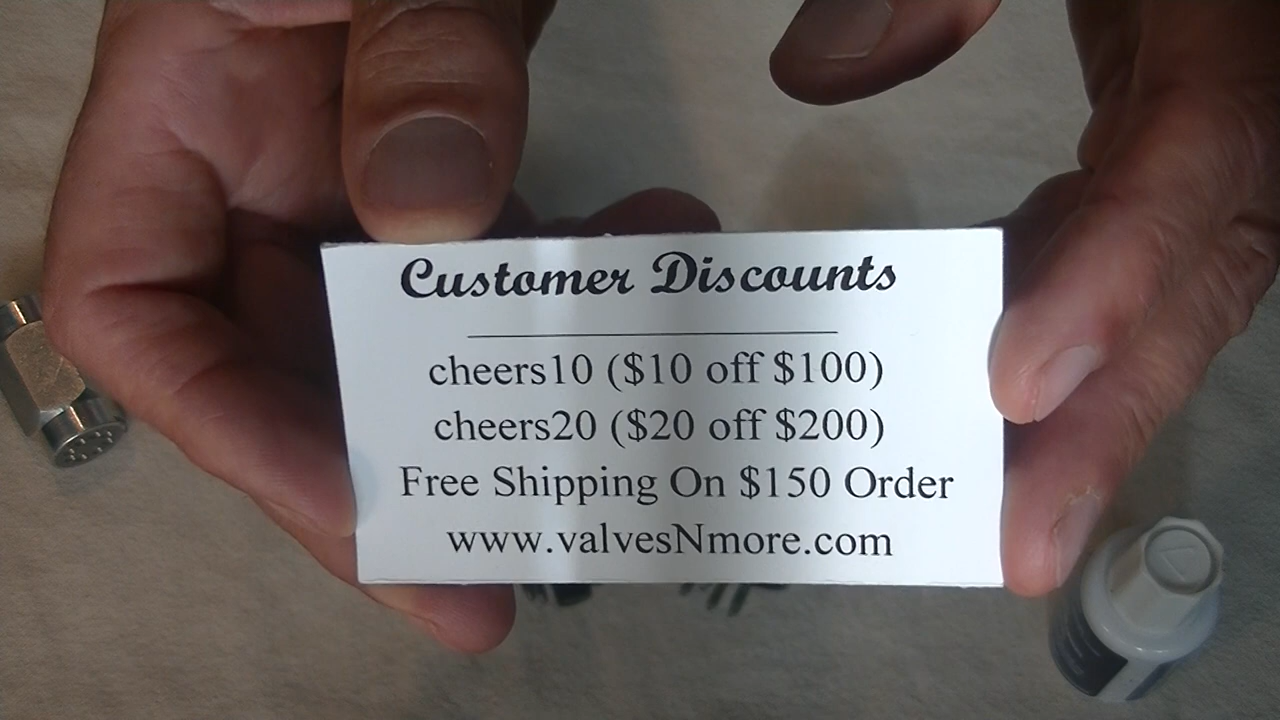 Customer Discounts
cheers10 ($10 off $100)
cheers20 ($20 off $200)
Free Shipping On $150 Order
www.valvesNmore.com